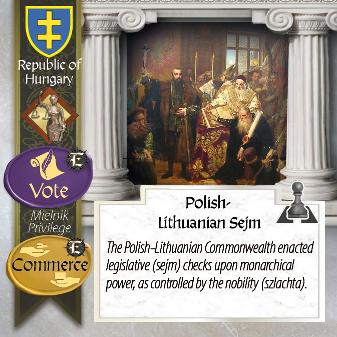 Republic of
Hungary
Vote
Mielnik
Privilege
Commerce
Polish-
Lithuanian Sejm
The Polish-Lithuanian Commonwealth enacted
legislative (sejm) checks upon monarchical
power, as controlled by the nobility (szlachta).